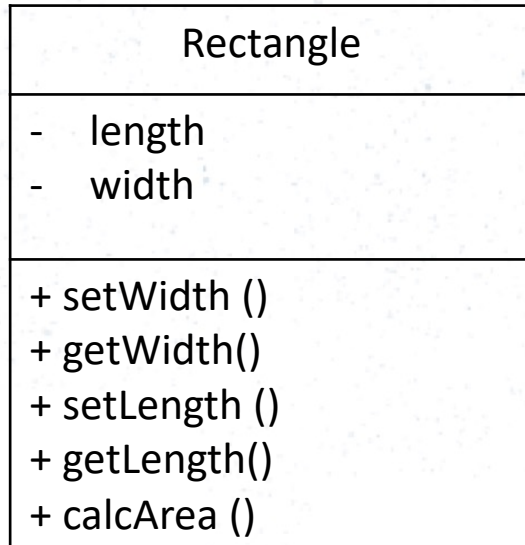 Rectangle
- length
- width
+ setWidth ()
+ getWidth()
+ setLength ()
+ getLength()
+ calcArea ()